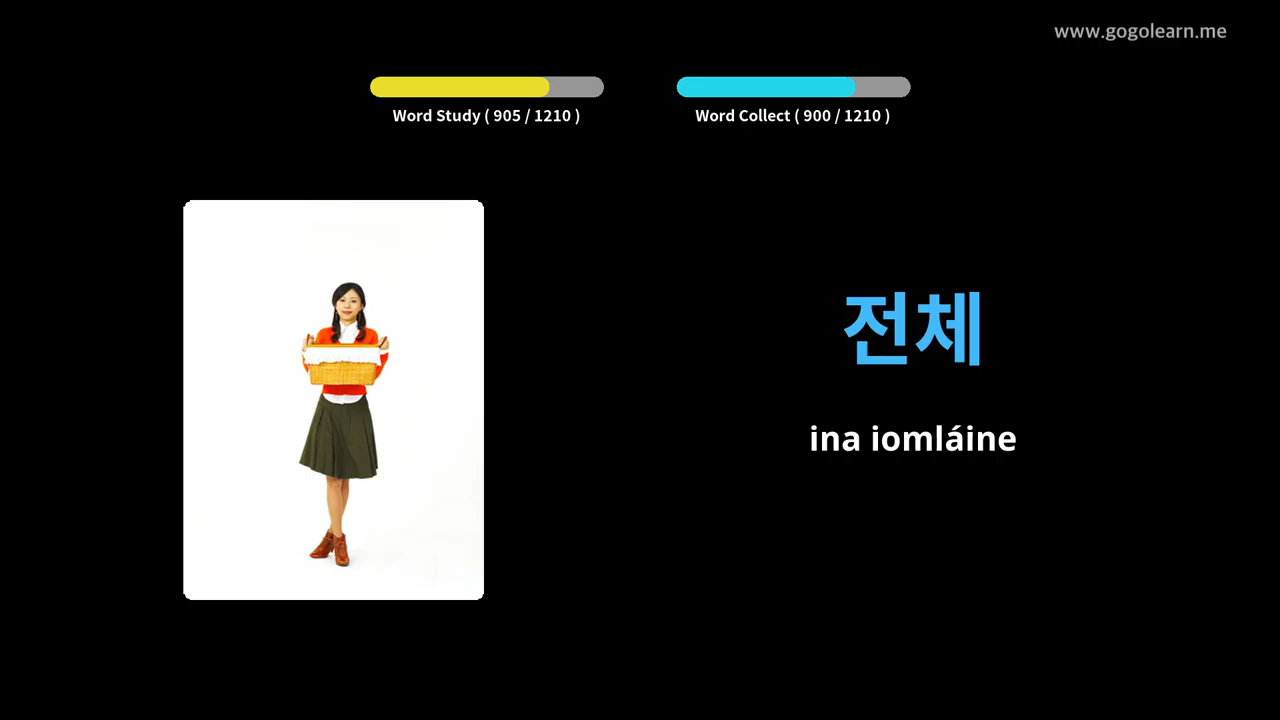 www.gogolearn.me
Word Study ( 905 / 1210 )
Word Collect ( 900 / 1210 )
전체
ina iomláine